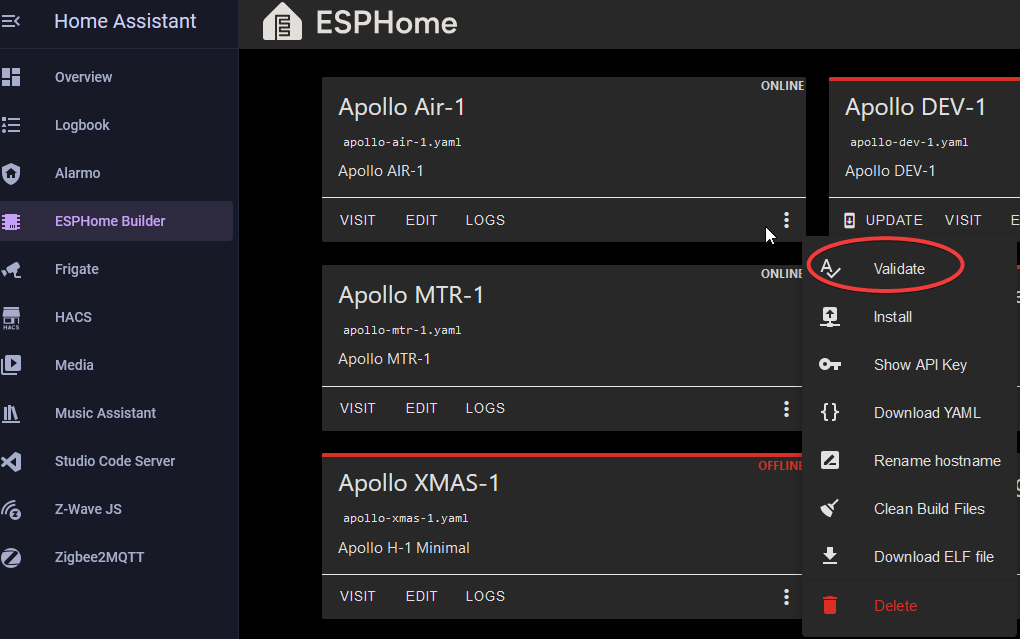 Home Assistant
Overview
Logbook
Alarmo
ESPHome Builder
Frigate
HACS
HACS
Media
Music Assistant
Studio Code Server
Z-Wave JS
Zigbee2MQTT
ESPHome
ONLINE
Apollo Air-1
apollo-air-1.yaml
Apollo AIR-1
VISIT EDIT LOGS
Apollo DEV-1
apollo-dev-1.yaml
Apollo DEV-1
UPDATE VISIT E
ONLINE
Apollo MTR-1
apollo-mtr-1.yaml
Apollo MTR-1
VISIT EDIT LOGS
OFFLINE
Apollo XMAS-1
apollo-xmas-1.yaml
Apollo H-1 Minimal
VISIT EDIT LOGS
Validate
Install
Show API Key
Download YAML
Rename hostname
Clean Build Files
Download ELF file
Delete